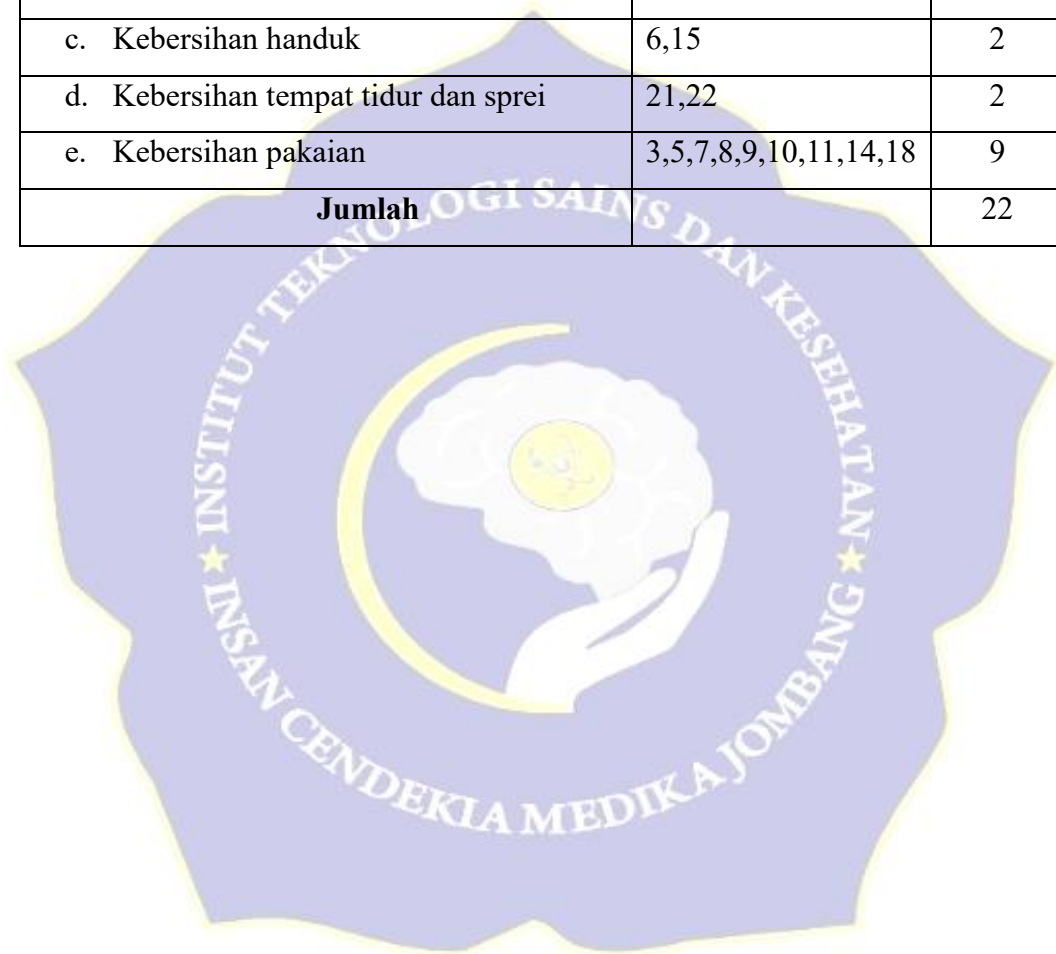 c. Kebersihan handuk 6,15 2
d. Kebersihan tempat tidur dan sprei 21,22 2
e. Kebersihan pakaian 3,5,7,8,9,10,11,14,18 9
Jumlah 22
INSTITUT TEKNOLOGI SAINS DAN KESEHATAN
INSAN CENDEKIA MEDIKA JOMBANG